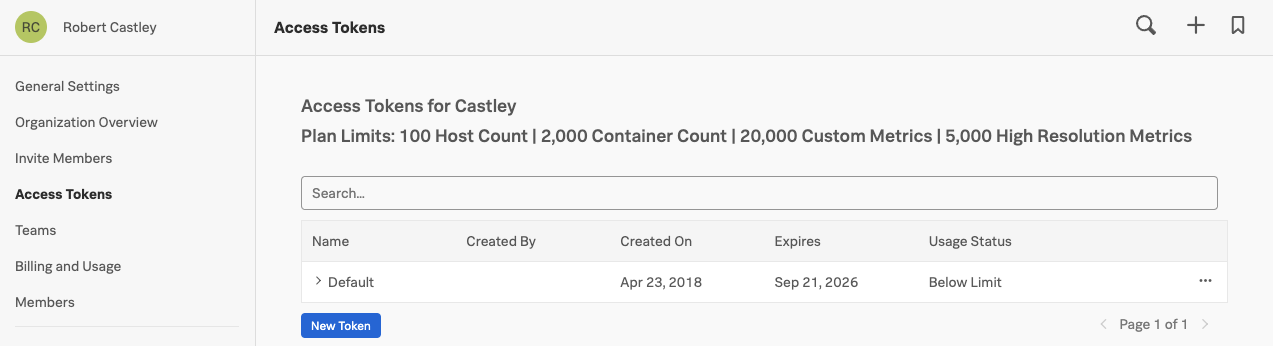 RC Robert Castley
Access Tokens
General Settings
Organization Overview
Invite Members
Access Tokens
Teams
Billing and Usage
Members
Access Tokens for Castley
Plan Limits: 100 Host Count | 2,000 Container Count | 20,000 Custom Metrics | 5,000 High Resolution Metrics
Search...
Name Created By Created On Expires Usage Status
Default Apr 23, 2018 Sep 21, 2026 Below Limit
New Token
Page 1 of 1